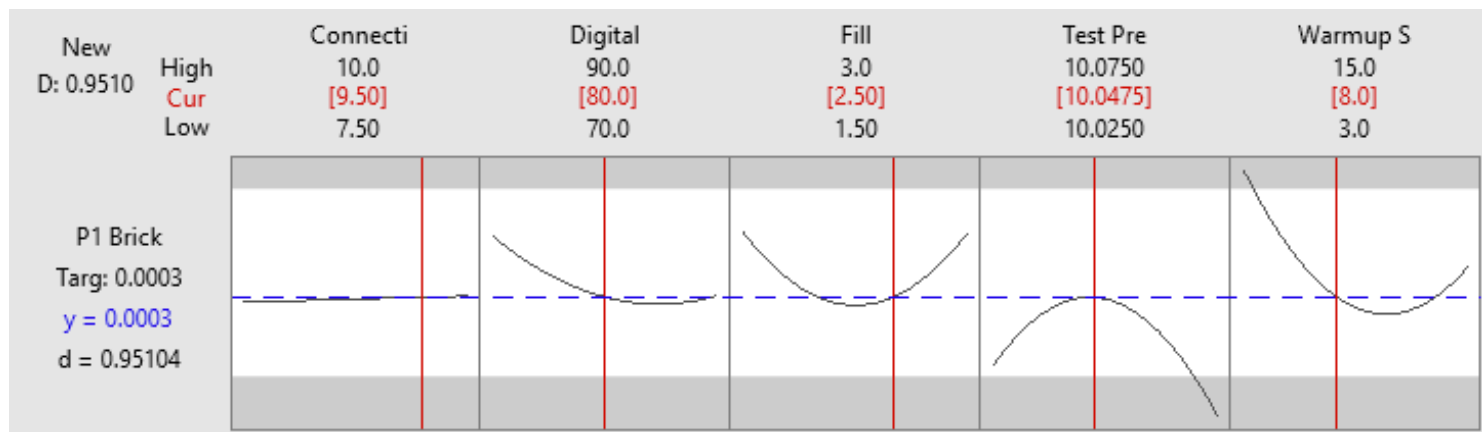 New
D: 0.9510
High
Cur
Low
Connecti
10.0
[9.50]
7.50
Digital
90.0
[80.0]
70.0
Fill
3.0
[2.50]
1.50
Test Pre
10.0750
[10.0475]
10.0250
Warmup S
15.0
[8.0]
3.0
P1 Brick
Targ: 0.0003
y = 0.0003
d = 0.95104